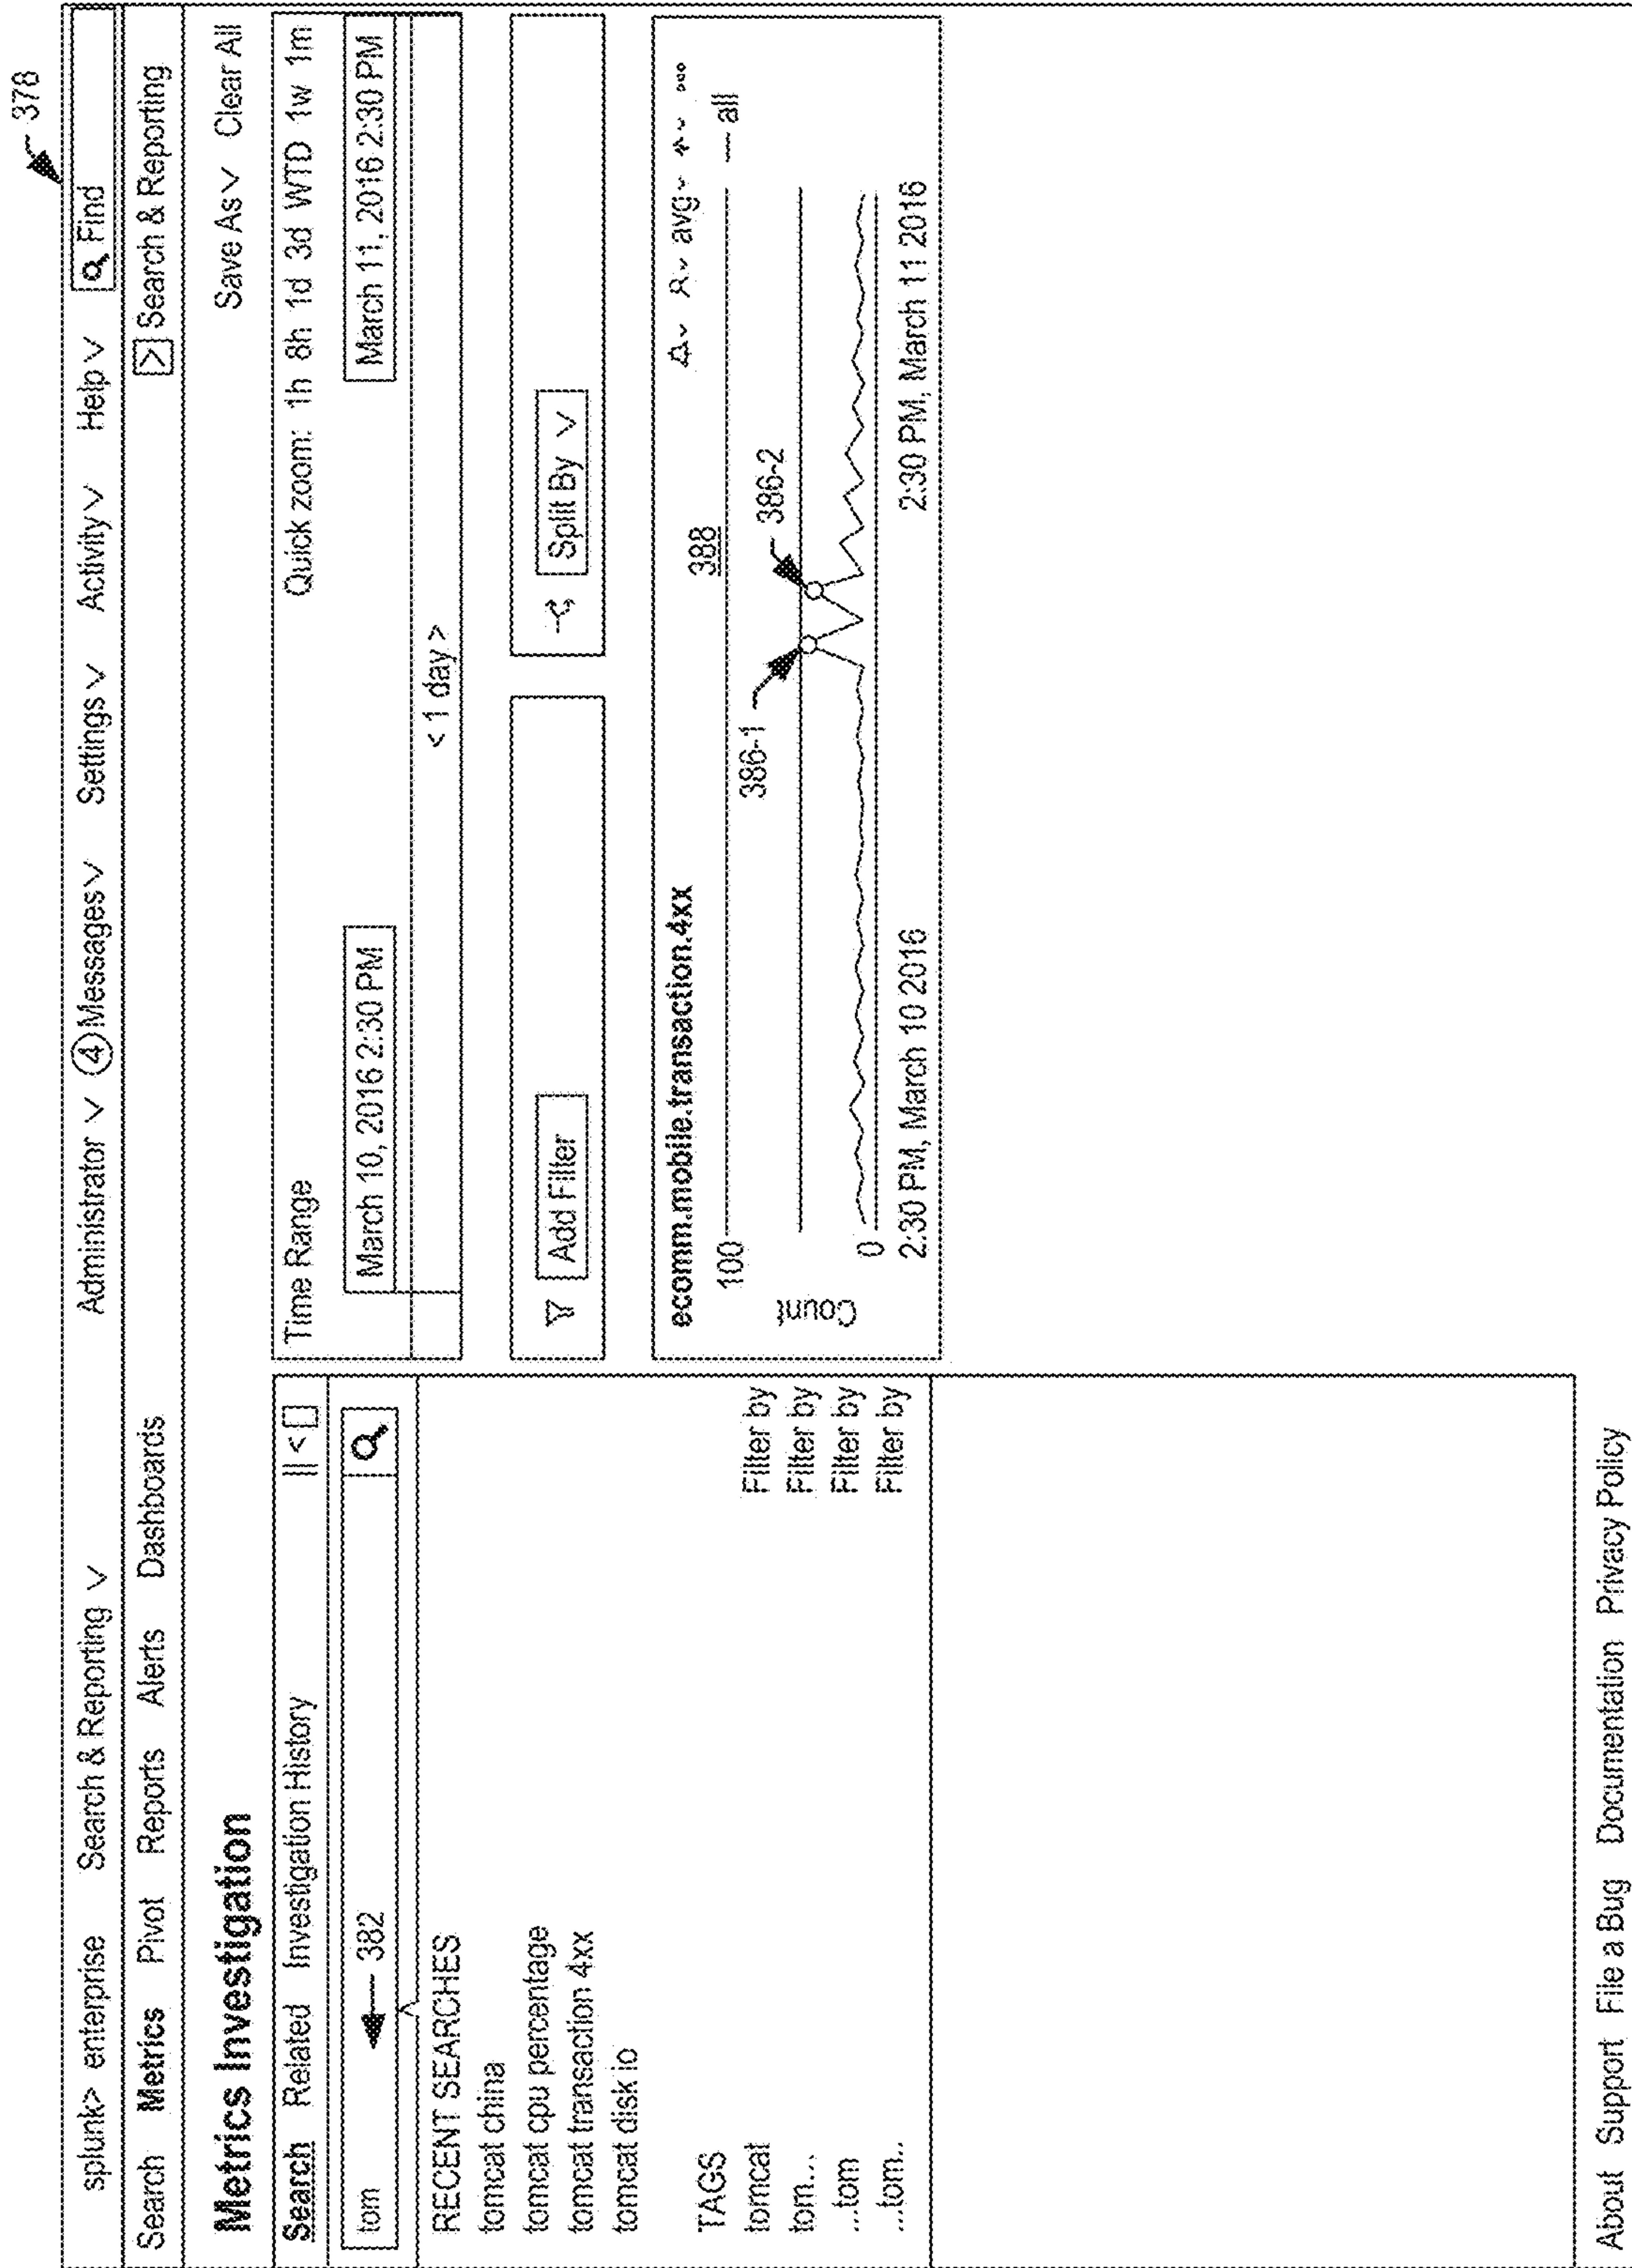 378
splunk> enterprise Search & Reporting ∨ Administrator ∨ 4 Messages ∨ Settings ∨ Activity ∨ Help ∨ Find
Search Metrics Pivot Reports Alerts Dashboards > Search & Reporting
Metrics Investigation Save As ∨ Clear All
Search Related Investigation History || <
tom 382
RECENT SEARCHES
tomcat china
tomcat cpu percentage
tomcat transaction 4xx
tomcat disk io
TAGS
tomcat Filter by
tom... Filter by
...tom Filter by
...tom.. Filter by
Time Range Quick zoom: 1h 8h 1d 3d WTD 1w 1m
March 10, 2016 2:30 PM March 11, 2016 2:30 PM
< 1 day >
Add Filter Split By ∨
ecomm.mobile.transaction.4xx avg ∨ ooo
388
100 all
Count
386-1 386-2
0
2:30 PM, March 10 2016 2:30 PM, March 11 2016
About Support File a Bug Documentation Privacy Policy